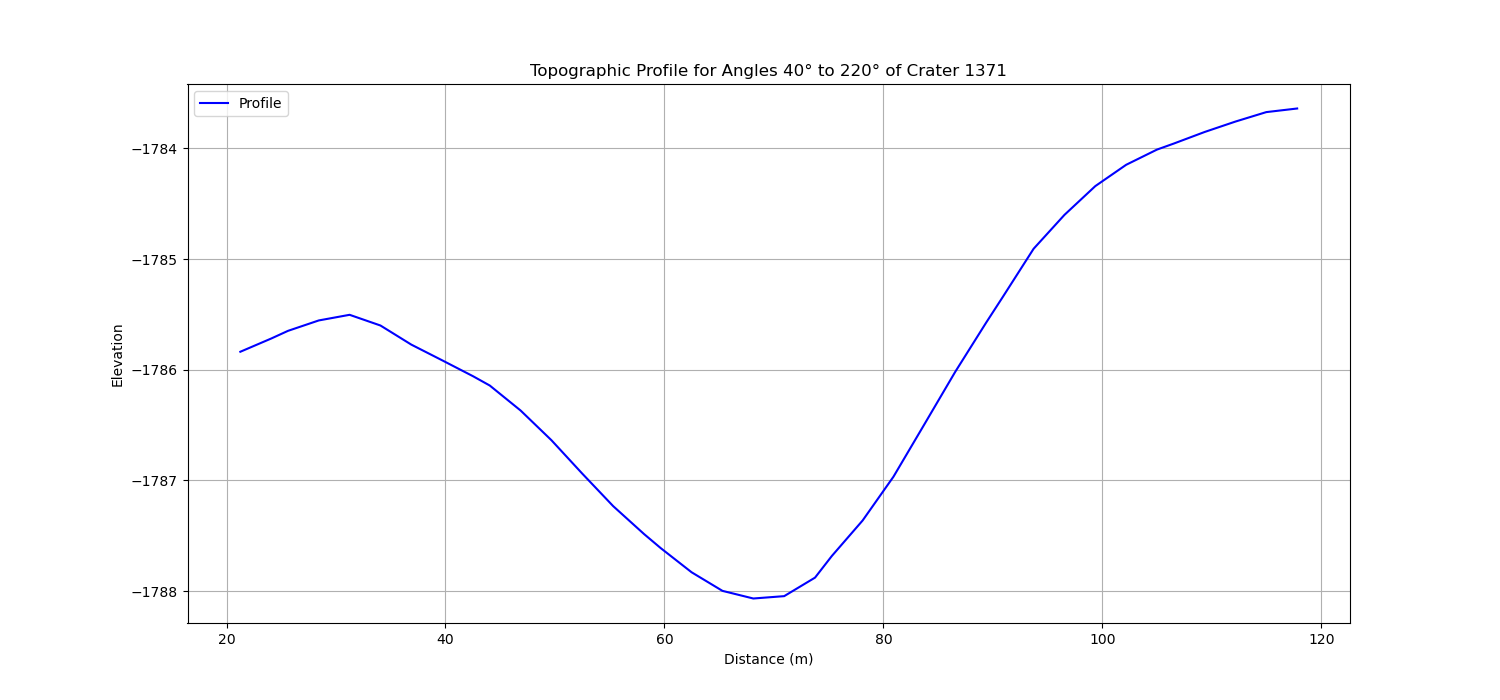 Topographic Profile for Angles 40° to 220° of Crater 1371
Profile
−1784
−1785
−1786
−1787
−1788
Elevation
20 40 60 80 100 120
Distance (m)